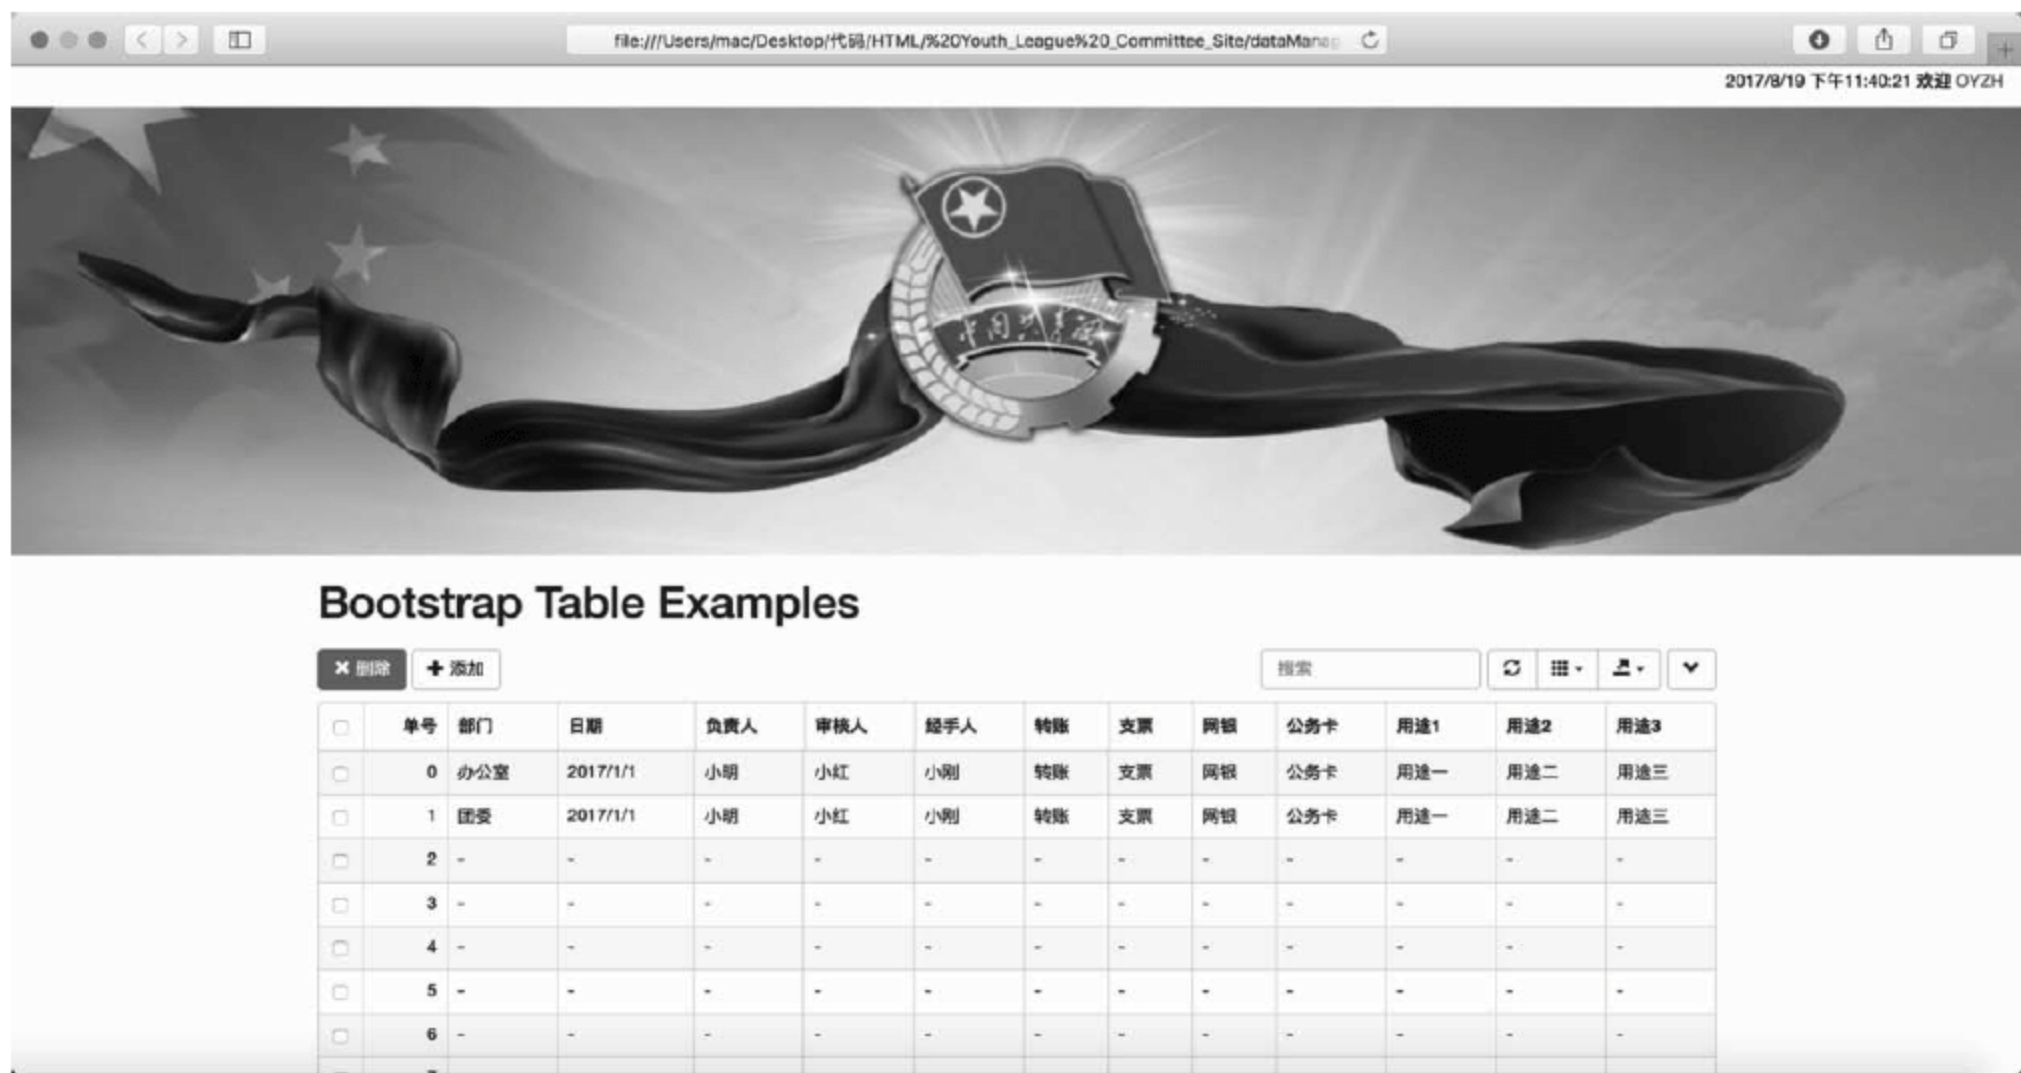 file:///Users/mac/Desktop/代码/HTML/%20Youth_League%20_Committee_Site/dataManag
2017/8/19 下午11:40:21 欢迎 OYZH
中国共青团
Bootstrap Table Examples
删除 添加 搜索
单号 部门 日期 负责人 审核人 经手人 转账 支票 网银 公务卡 用途1 用途2 用途3
0 办公室 2017/1/1 小明 小红 小刚 转账 支票 网银 公务卡 用途一 用途二 用途三
1 团委 2017/1/1 小明 小红 小刚 转账 支票 网银 公务卡 用途一 用途二 用途三
2 - - - - - - - - - - - -
3 - - - - - - - - - - - -
4 - - - - - - - - - - - -
5 - - - - - - - - - - - -
6 - - - - - - - - - - - -